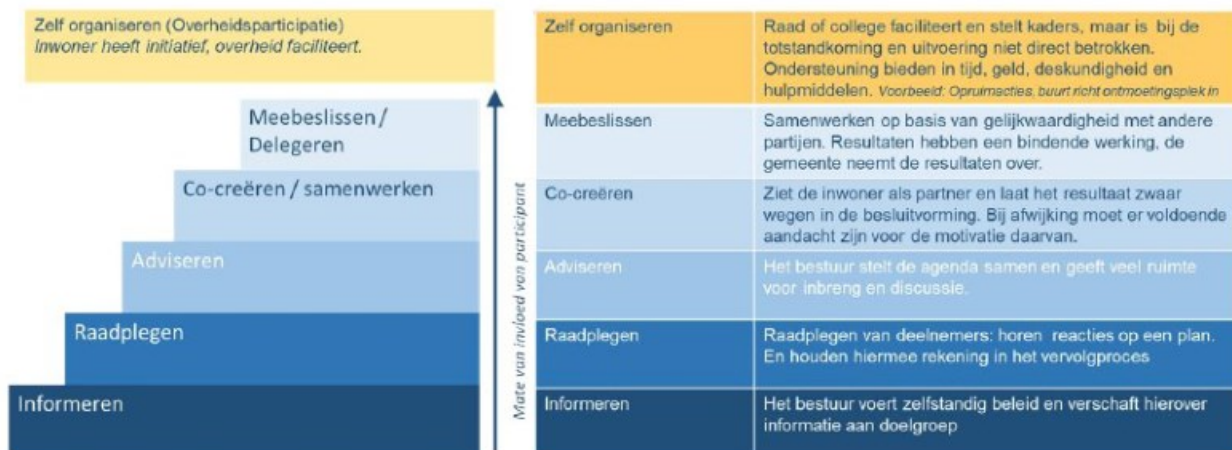 Zelf organiseren (Overheidsparticipatie)
Inwoner heeft initiatief, overheid faciliteert.
Meebeslissen /
Delegeren
Co-creëren / samenwerken
Adviseren
Raadplegen
Informeren
Mate van invloed van participant
Zelf organiseren
Raad of college faciliteert en stelt kaders, maar is bij de
totstandkoming en uitvoering niet direct betrokken.
Ondersteuning bieden in tijd, geld, deskundigheid en
hulpmiddelen. Voorbeeld: Opruimacties, buurt richt ontmoetingsplek in
Meebeslissen
Samenwerken op basis van gelijkwaardigheid met andere
partijen. Resultaten hebben een bindende werking, de
gemeente neemt de resultaten over.
Co-creëren
Ziet de inwoner als partner en laat het resultaat zwaar
wegen in de besluitvorming. Bij afwijking moet er voldoende
aandacht zijn voor de motivatie daarvan.
Adviseren
Het bestuur stelt de agenda samen en geeft veel ruimte
voor inbreng en discussie.
Raadplegen
Raadplegen van deelnemers: horen reacties op een plan.
En houden hiermee rekening in het vervolgproces
Informeren
Het bestuur voert zelfstandig beleid en verschaft hierover
informatie aan doelgroep